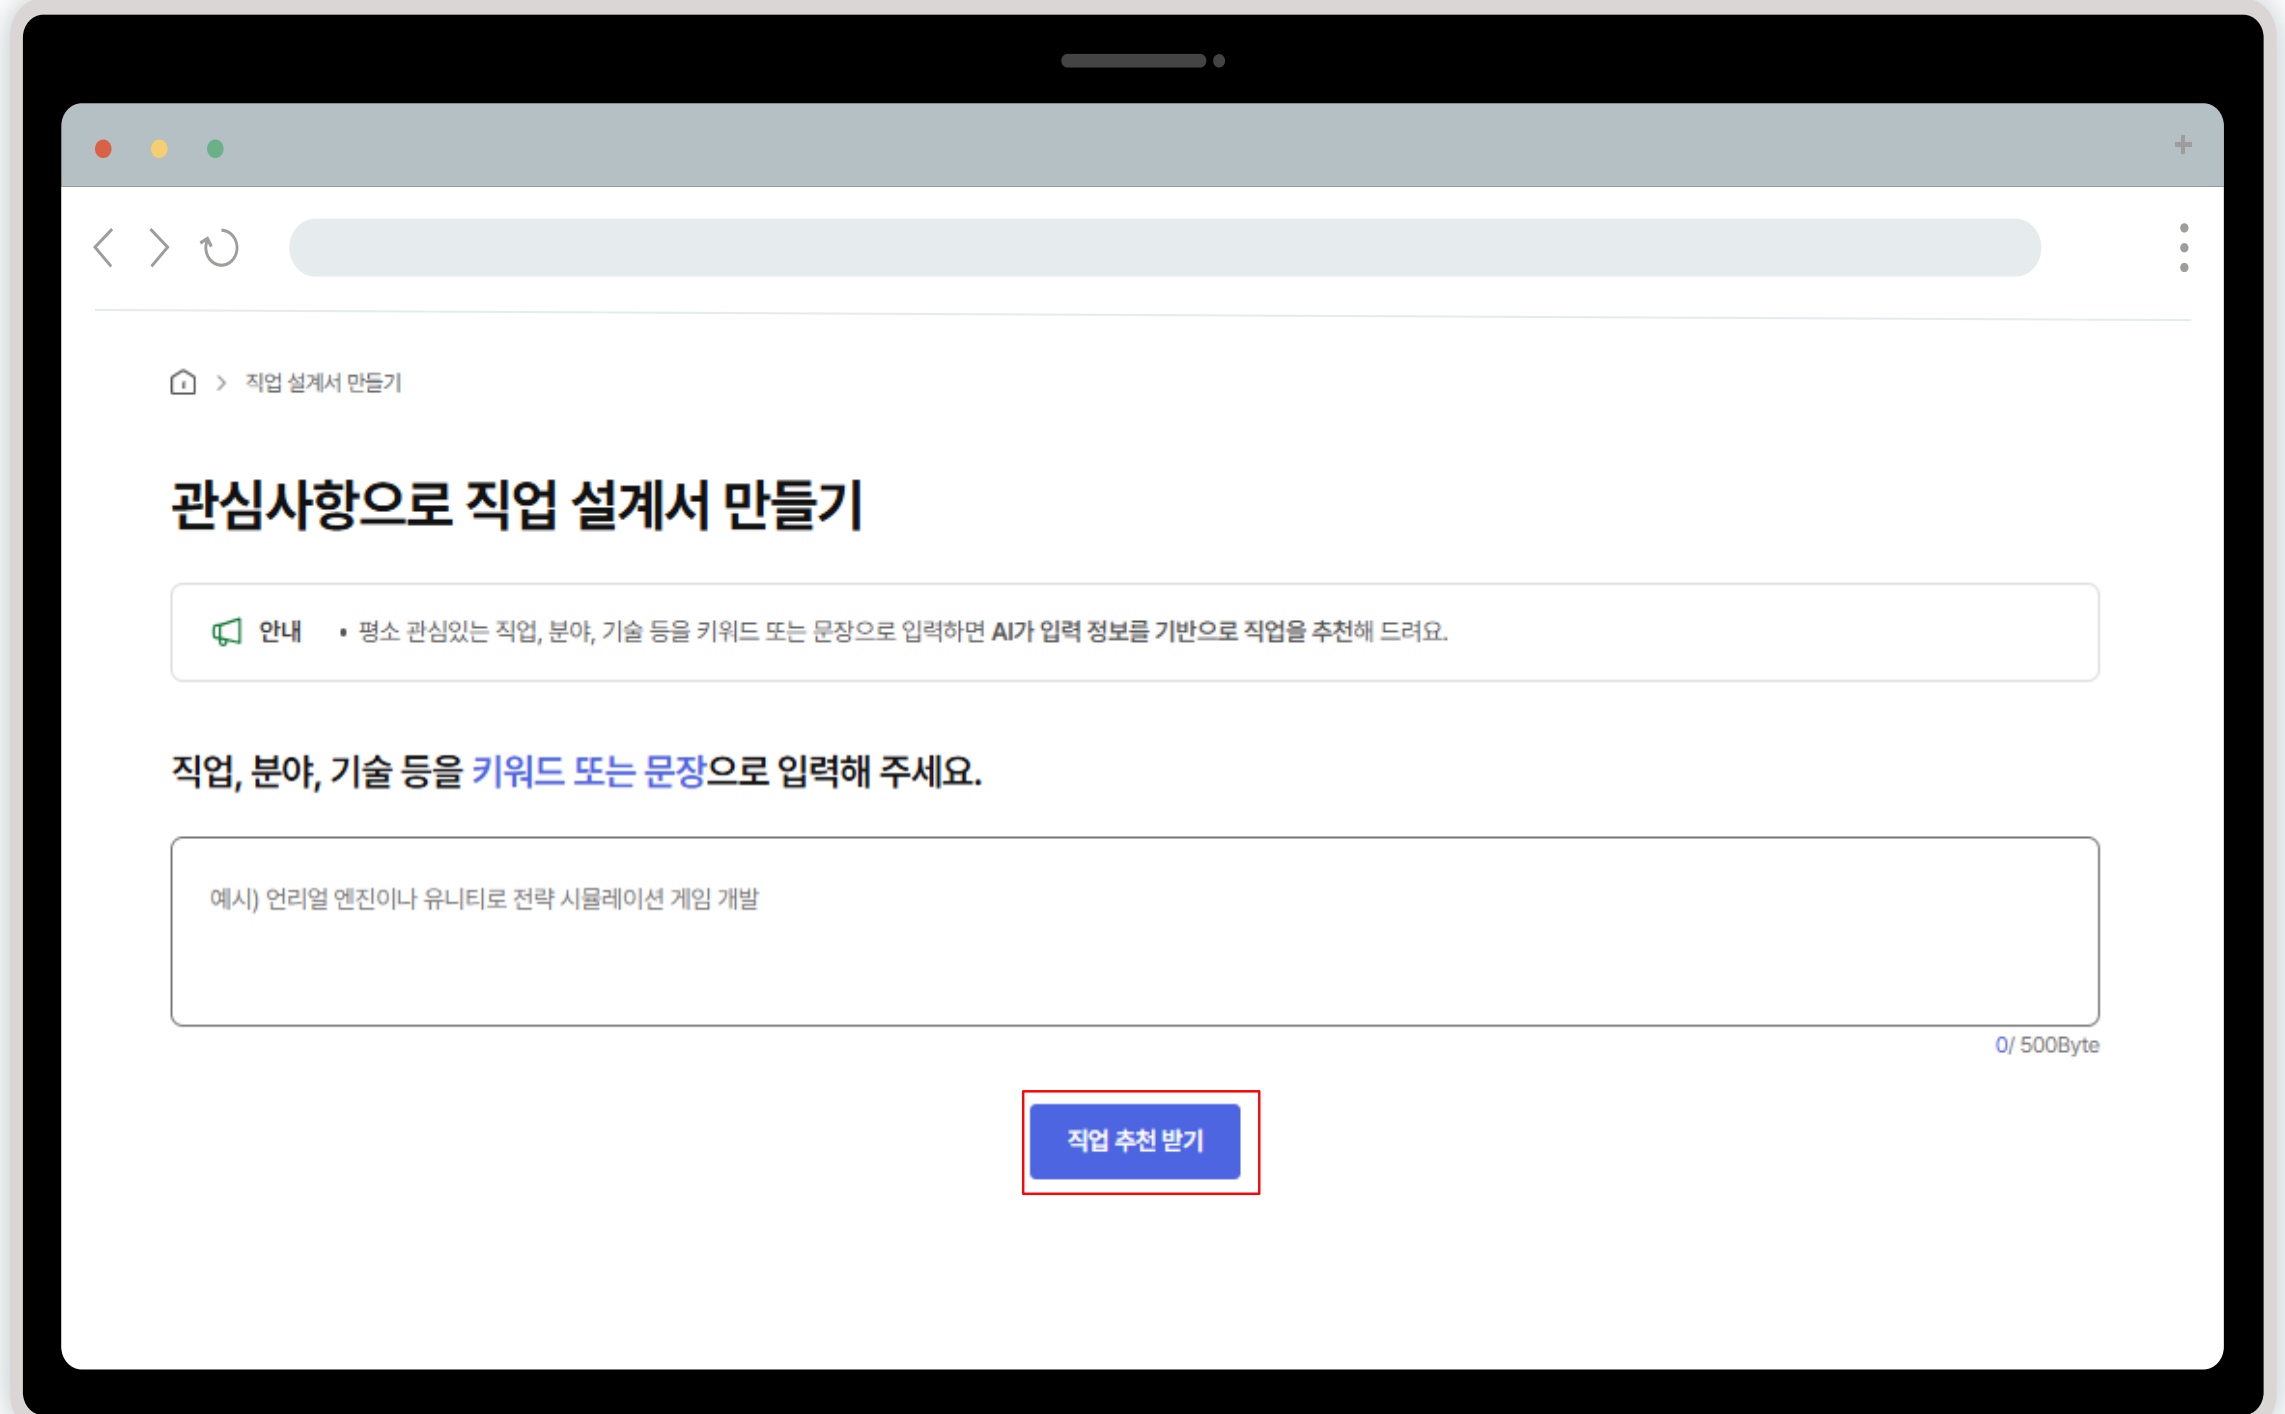 직업 설계서 만들기
관심사항으로 직업 설계서 만들기
안내 • 평소 관심있는 직업, 분야, 기술 등을 키워드 또는 문장으로 입력하면 AI가 입력 정보를 기반으로 직업을 추천해 드려요.
직업, 분야, 기술 등을 키워드 또는 문장으로 입력해 주세요.
예시) 언리얼 엔진이나 유니티로 전략 시뮬레이션 게임 개발
0/ 500Byte
직업 추천 받기